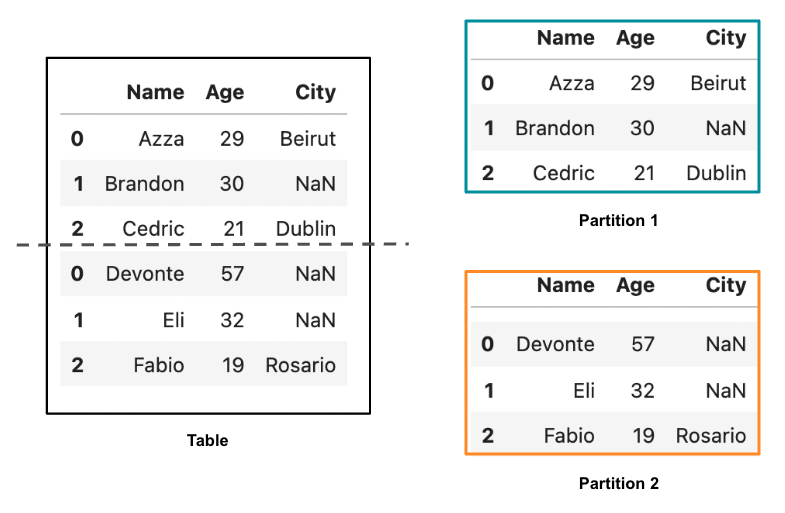 Name Age City
0 Azza 29 Beirut
1 Brandon 30 NaN
2 Cedric 21 Dublin
0 Devonte 57 NaN
1 Eli 32 NaN
2 Fabio 19 Rosario
Table
Name Age City
0 Azza 29 Beirut
1 Brandon 30 NaN
2 Cedric 21 Dublin
Partition 1
Name Age City
0 Devonte 57 NaN
1 Eli 32 NaN
2 Fabio 19 Rosario
Partition 2